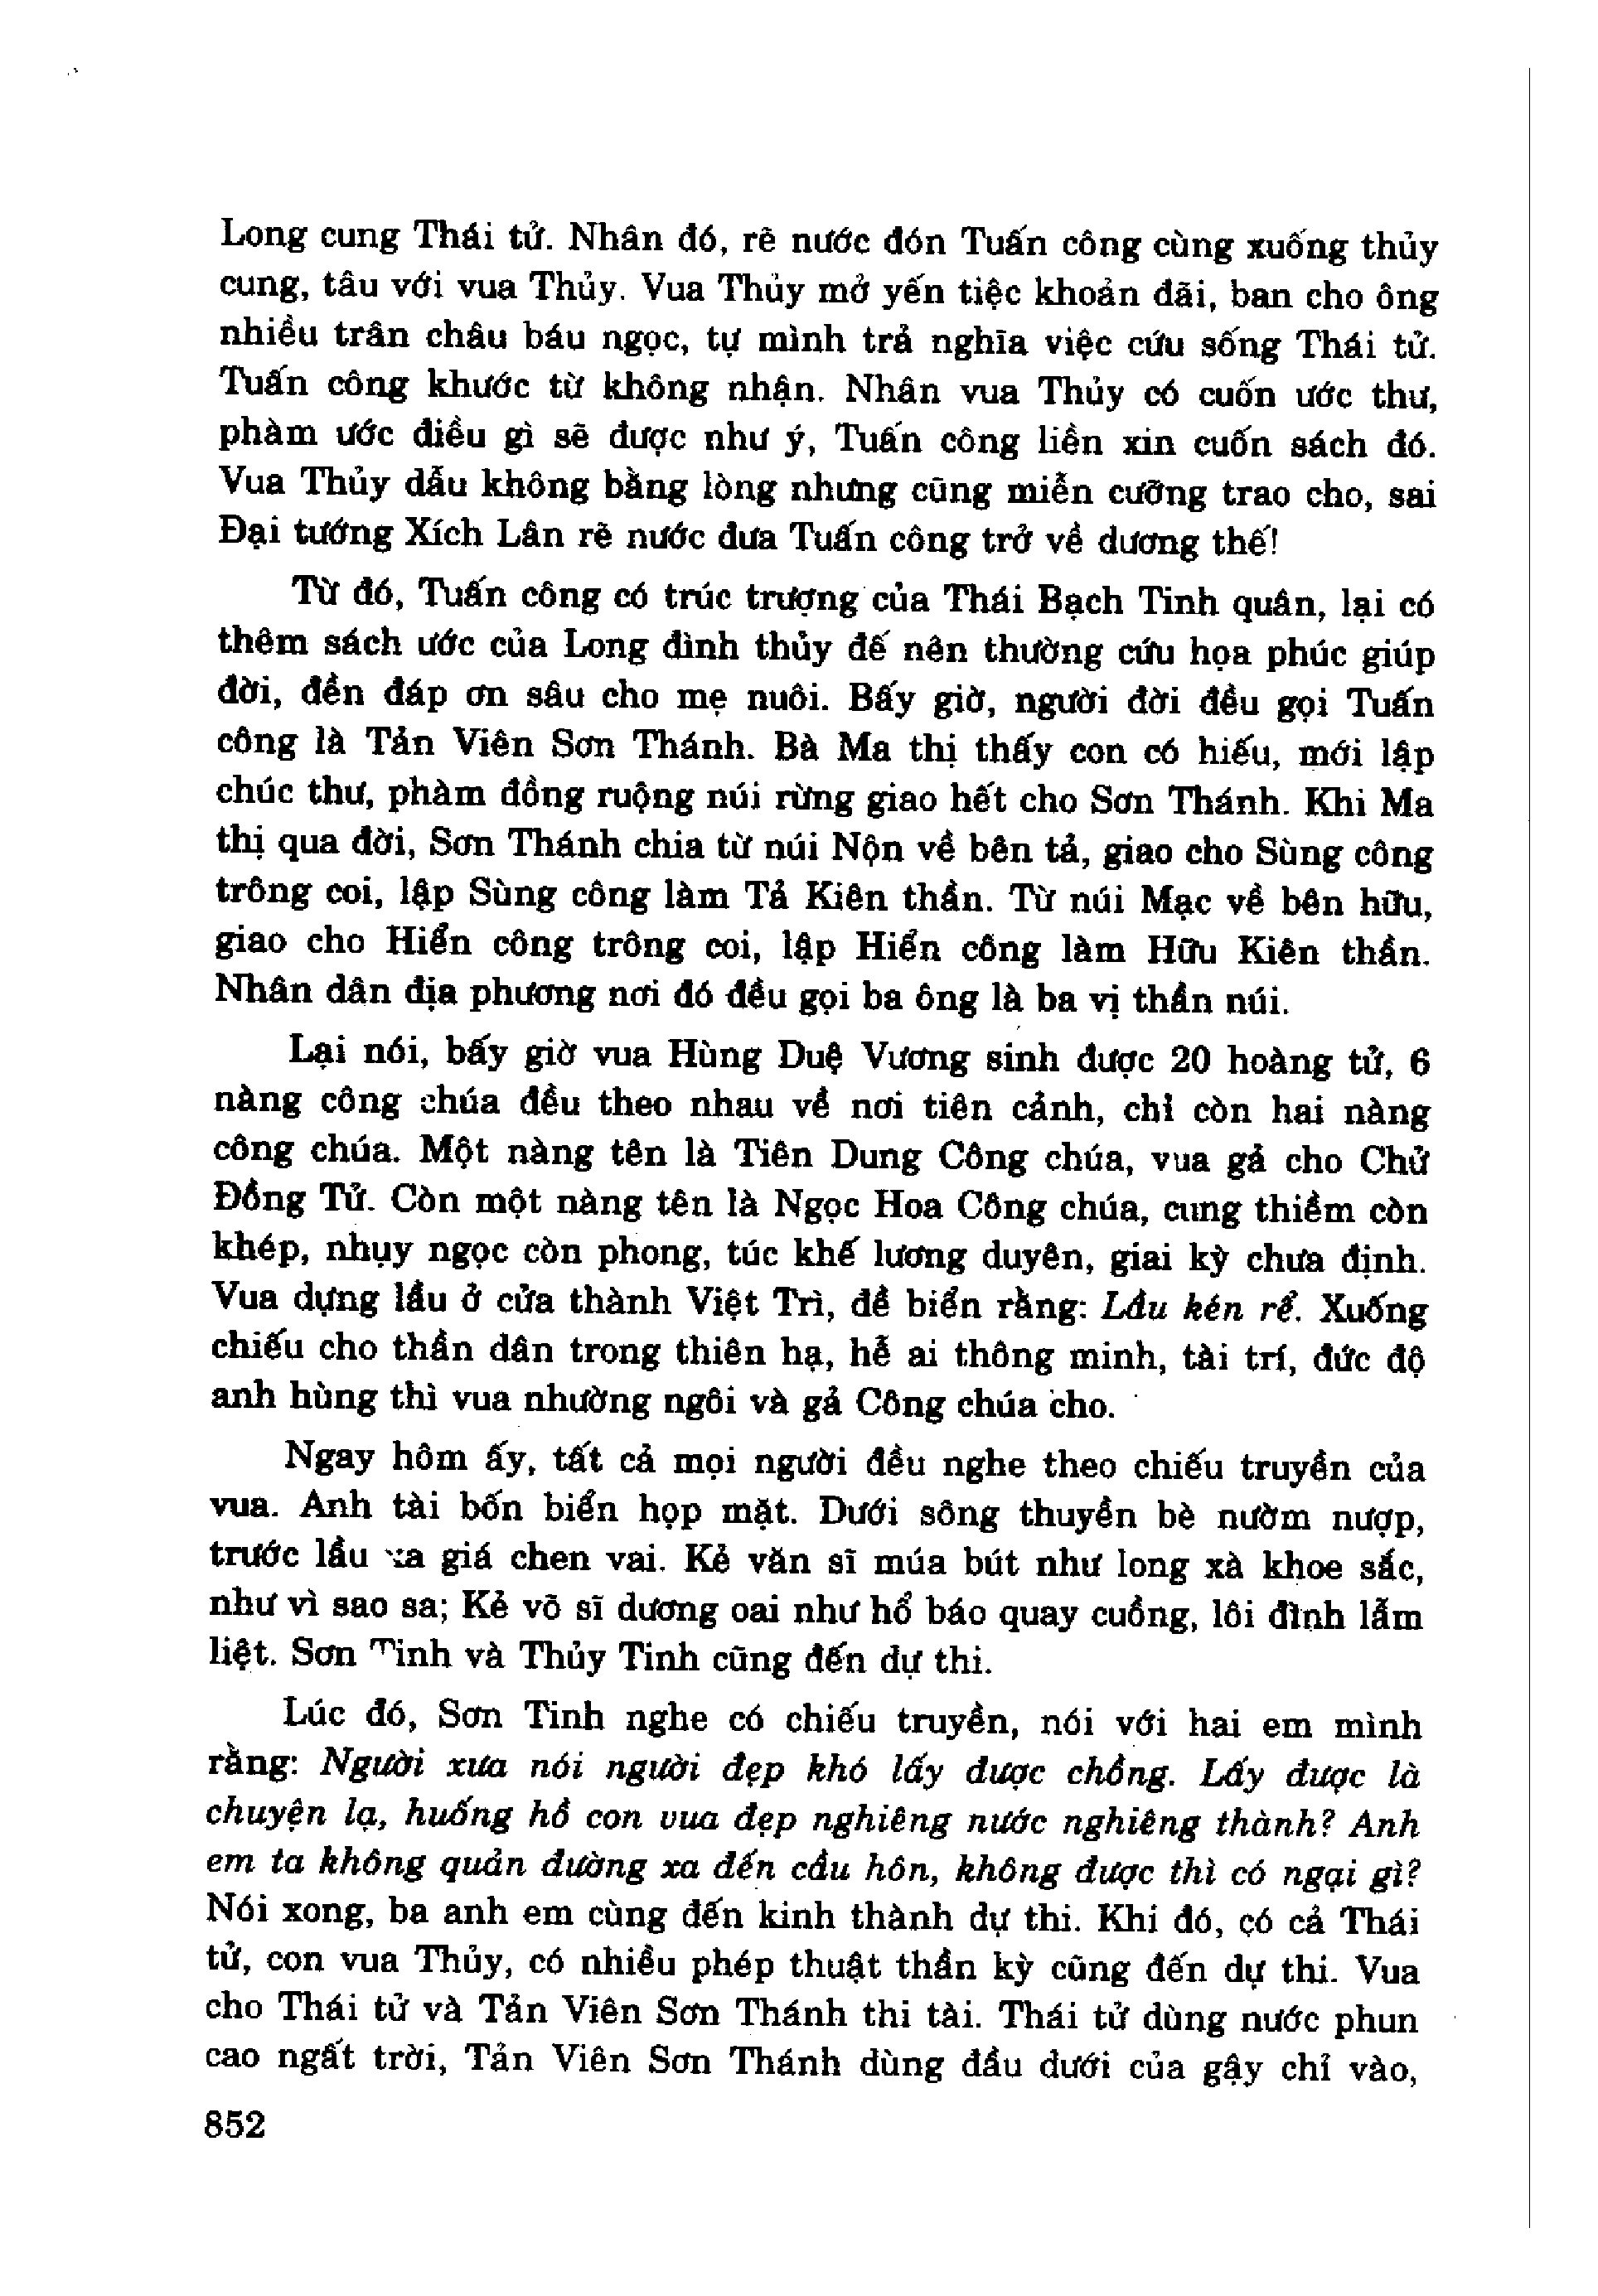 Long cung Thái tử. Nhân đó, rẽ nước đón Tuấn công cùng xuống thủy
cung, tâu với vua Thủy. Vua Thủy mở yến tiệc khoản đãi, ban cho ông
nhiều trân châu báu ngọc, tự mình trả nghĩa việc cứu sống Thái tử.
Tuấn công khước từ không nhận. Nhân vua Thủy có cuốn ước thư,
phàm ước điều gì sẽ được như ý, Tuấn công liền xin cuốn sách đó.
Vua Thủy dẫu không bằng lòng nhưng cũng miễn cưỡng trao cho, sai
Đại tướng Xích Lân rẽ nước đưa Tuấn công trở về dương thế!
Từ đó, Tuấn công có trúc trượng của Thái Bạch Tinh quân, lại có
thêm sách ước của Long đình thủy đế nên thường cứu họa phúc giúp
đời, đền đáp ơn sâu cho mẹ nuôi. Bấy giờ, người đời đều gọi Tuấn
công là Tản Viên Sơn Thánh. Bà Ma thị thấy con có hiếu, mới lập
chúc thư, phàm đồng ruộng núi rừng giao hết cho Sơn Thánh. Khi Ma
thị qua đời, Sơn Thánh chia từ núi Nộn về bên tả, giao cho Sùng công
trông coi, lập Sùng công làm Tả Kiên thần. Từ núi Mạc về bên hữu,
giao cho Hiển công trông coi, lập Hiển công làm Hữu Kiên thần.
Nhân dân địa phương nơi đó đều gọi ba ông là ba vị thần núi.
Lại nói, bấy giờ vua Hùng Duệ Vương sinh được 20 hoàng tử, 6
nàng công chúa đều theo nhau về nơi tiên cảnh, chỉ còn hai nàng
công chúa. Một nàng tên là Tiên Dung Công chúa, vua gả cho Chử
Đồng Tử. Còn một nàng tên là Ngọc Hoa Công chúa, cung thiềm còn
khép, nhụy ngọc còn phong, túc khế lương duyên, giai kỳ chưa định.
Vua dựng lầu ở cửa thành Việt Trì, đề biển rằng: Lầu kén rể. Xuống
chiếu cho thần dân trong thiên hạ, hễ ai thông minh, tài trí, đức độ
anh hùng thì vua nhường ngôi và gả Công chúa cho.
Ngay hôm ấy, tất cả mọi người đều nghe theo chiếu truyền của
vua. Anh tài bốn biển họp mặt. Dưới sông thuyền bè nườm nượp,
trước lầu xa giá chen vai. Kẻ văn sĩ múa bút như long xà khoe sắc,
như vì sao sa; Kẻ võ sĩ dương oai như hổ báo quay cuồng, lôi đình lẫm
liệt. Sơn Tinh và Thủy Tinh cũng đến dự thi.
Lúc đó, Sơn Tinh nghe có chiếu truyền, nói với hai em mình
rằng: Người xưa nói người đẹp khó lấy được chồng. Lấy được là
chuyện lạ, huống hồ con vua đẹp nghiêng nước nghiêng thành? Anh
em ta không quản đường xa đến cầu hôn, không được thì có ngại gì?
Nói xong, ba anh em cùng đến kinh thành dự thi. Khi đó, có cả Thái
tử, con vua Thủy, có nhiều phép thuật thần kỳ cũng đến dự thi. Vua
cho Thái tử và Tản Viên Sơn Thánh thi tài. Thái tử dùng nước phun
cao ngất trời, Tản Viên Sơn Thánh dùng đầu dưới của gậy chỉ vào,
852